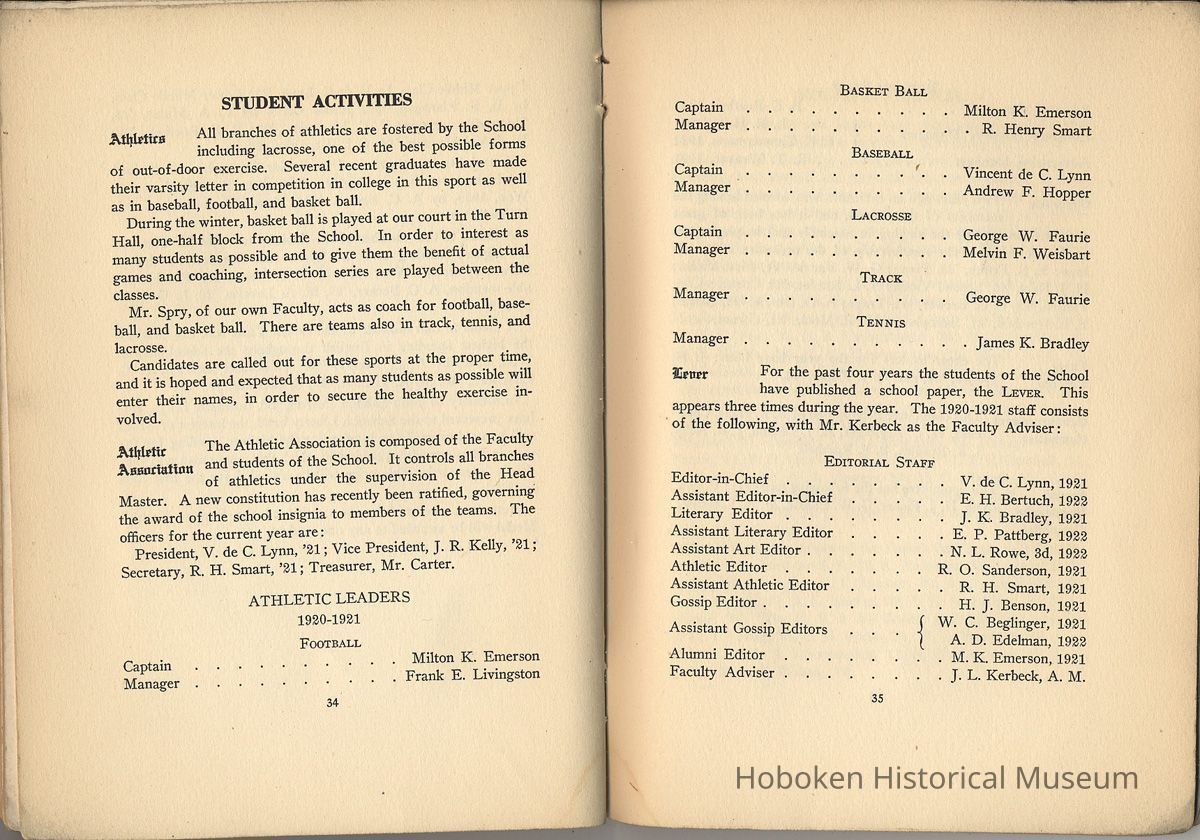 STUDENT ACTIVITIES
Athletics All branches of athletics are fostered by the School
including lacrosse, one of the best possible forms
of out-of-door exercise. Several recent graduates have made
their varsity letter in competition in college in this sport as well
as in baseball, football, and basket ball.
During the winter, basket ball is played at our court in the Turn
Hall, one-half block from the School. In order to interest as
many students as possible and to give them the benefit of actual
games and coaching, intersection series are played between the
classes.
Mr. Spry, of our own Faculty, acts as coach for football, base-
ball, and basket ball. There are teams also in track, tennis, and
lacrosse.
Candidates are called out for these sports at the proper time,
and it is hoped and expected that as many students as possible will
enter their names, in order to secure the healthy exercise in-
volved.
Athletic The Athletic Association is composed of the Faculty
Association and students of the School. It controls all branches
of athletics under the supervision of the Head
Master. A new constitution has recently been ratified, governing
the award of the school insignia to members of the teams. The
officers for the current year are:
President, V. de C. Lynn, '21; Vice President, J. R. Kelly, '21;
Secretary, R. H. Smart, '21; Treasurer, Mr. Carter.
ATHLETIC LEADERS
1920-1921
FOOTBALL
Captain . . . . . . . . . . Milton K. Emerson
Manager . . . . . . . . . . Frank E. Livingston
34
BASKET BALL
Captain . . . . . . . . . . Milton K. Emerson
Manager . . . . . . . . . . . R. Henry Smart
BASEBALL
Captain . . . . . . . . . . Vincent de C. Lynn
Manager . . . . . . . . . . Andrew F. Hopper
LACROSSE
Captain . . . . . . . . . . George W. Faurie
Manager . . . . . . . . . . Melvin F. Weisbart
TRACK
Manager . . . . . . . . . . George W. Faurie
TENNIS
Manager . . . . . . . . . . . James K. Bradley
Lever For the past four years the students of the School
have published a school paper, the LEVER. This
appears three times during the year. The 1920-1921 staff consists
of the following, with Mr. Kerbeck as the Faculty Adviser:
EDITORIAL STAFF
Editor-in-Chief . . . . . . . V. de C. Lynn, 1921
Assistant Editor-in-Chief . . . . . E. H. Bertuch, 1922
Literary Editor . . . . . . . J. K. Bradley, 1921
Assistant Literary Editor . . . . . E. P. Pattberg, 1922
Assistant Art Editor . . . . . . N. L. Rowe, 3d, 1922
Athletic Editor . . . . . . . R. O. Sanderson, 1921
Assistant Athletic Editor . . . . . R. H. Smart, 1921
Gossip Editor . . . . . . . . H. J. Benson, 1921
Assistant Gossip Editors . . . . { W. C. Beglinger, 1921
A. D. Edelman, 1922
Alumni Editor . . . . . . . M. K. Emerson, 1921
Faculty Adviser . . . . . . . J. L. Kerbeck, A. M.
35
Hoboken Historical Museum